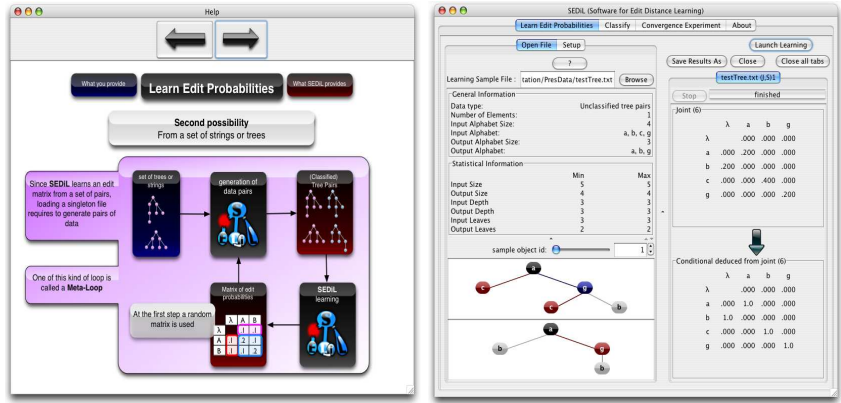 Help
What you provide
Learn Edit Probabilities
What SEDiL provides
Second possibility
From a set of strings or trees
Since SEDiL learns an edit
matrix from a set of pairs,
loading a singleton file
requires to generate pairs of
data
One of this kind of loop is
called a Meta-Loop
set of trees or
strings
generation of
data pairs
(Classified)
Tree Pairs
At the first step a random
matrix is used
Matrix of edit
probabilities
λ A B
λ .1 .1
A .1 .2 .1
B .1 .1 .2
SEDiL
learning
SEDiL (Software for Edit Distance Learning)
Learn Edit Probabilities Classify Convergence Experiment About
Open File Setup
?
Learning Sample File : tation/PresData/testTree.txt Browse
General Information
Data type: Unclassified tree pairs
Number of Elements: 1
Input Alphabet Size: 4
Input Alphabet: a, b, c, g
Output Alphabet Size: 3
Output Alphabet: a, b, g
Statistical Information
Min Max
Input Size 5 5
Output Size 4 4
Input Depth 3 3
Output Depth 3 3
Input Leaves 3 3
Output Leaves 2 2
sample object id: 1
a
c g
c b
a
b g
b
Launch Learning
Save Results As Close Close all tabs
testTree.txt (J,S)1
Stop finished
Joint (6)
λ a b g
λ .000 .000 .000
a .000 .200 .000 .000
b .200 .000 .000 .000
c .000 .000 .400 .000
g .000 .000 .000 .200
Conditional deduced from joint (6)
λ a b g
λ .000 .000 .000
a .000 1.0 .000 .000
b 1.0 .000 .000 .000
c .000 .000 1.0 .000
g .000 .000 .000 1.0